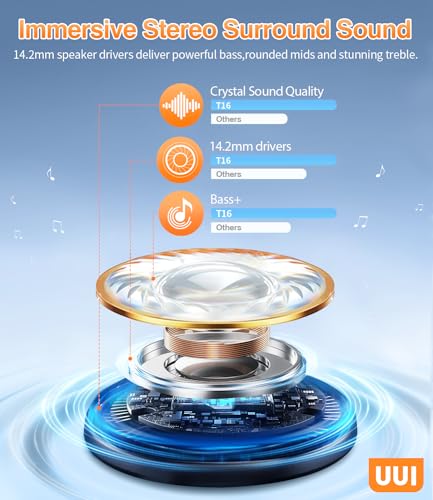 Immersive Stereo Surround Sound
14.2mm speaker drivers deliver powerful bass,rounded mids and stunning treble.
Crystal Sound Quality
T16
Others
14.2mm drivers
T16
Others
Bass+
T16
Others
UUI